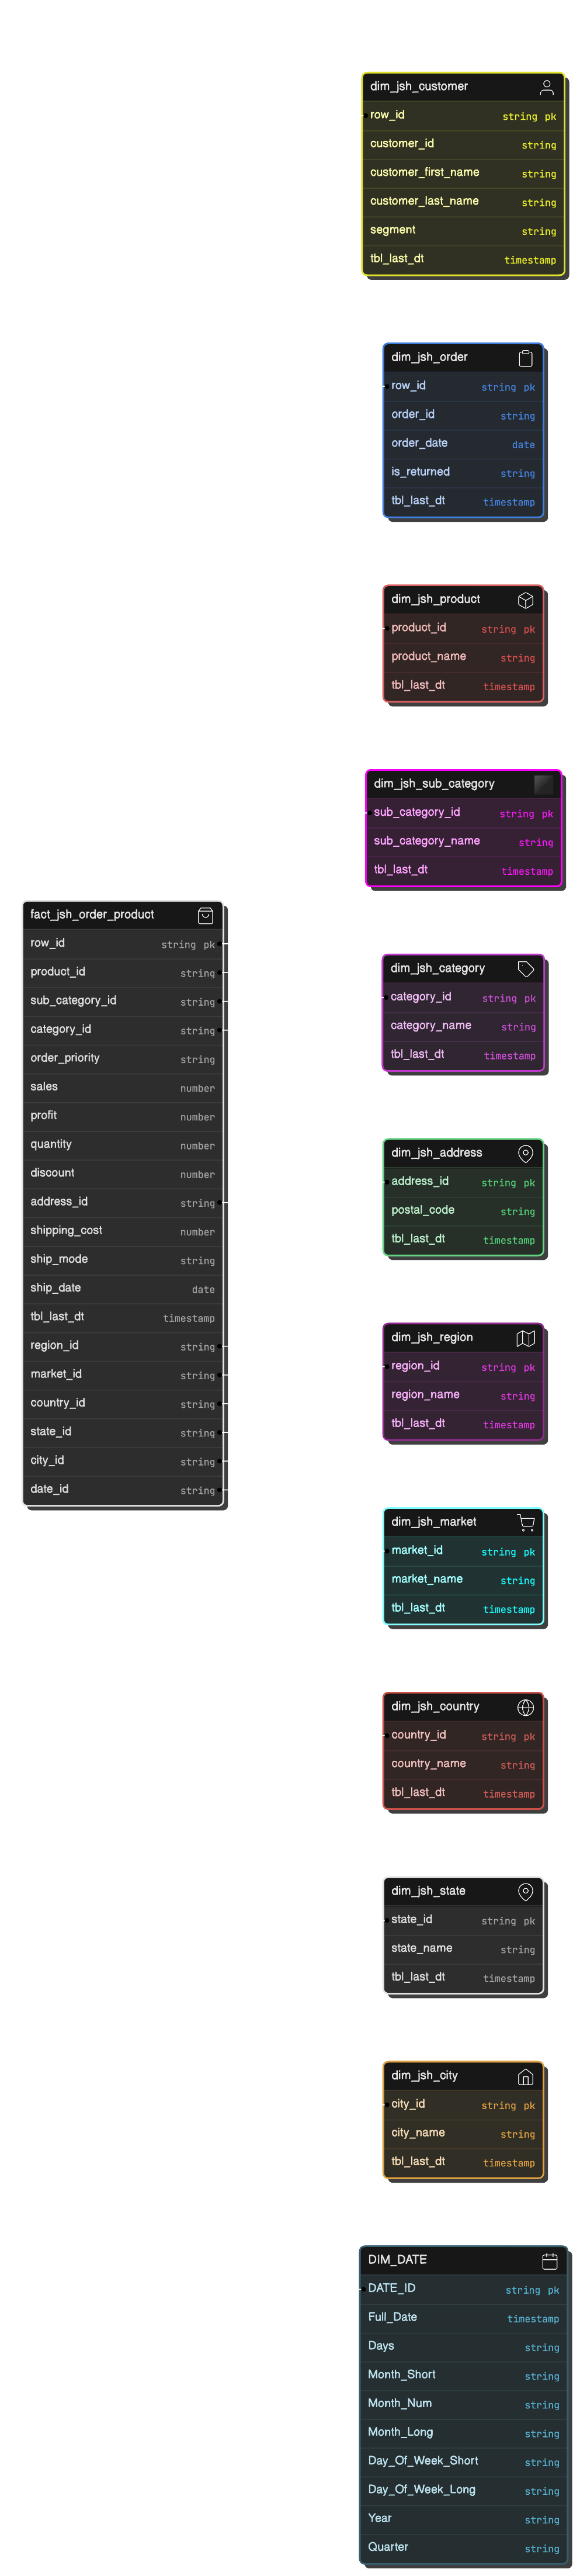 dim_jsh_customer
row_id string pk
customer_id string
customer_first_name string
customer_last_name string
segment string
tbl_last_dt timestamp
dim_jsh_order
row_id string pk
order_id string
order_date date
is_returned string
tbl_last_dt timestamp
dim_jsh_product
product_id string pk
product_name string
tbl_last_dt timestamp
dim_jsh_sub_category
sub_category_id string pk
sub_category_name string
tbl_last_dt timestamp
fact_jsh_order_product
row_id string pk
product_id string
sub_category_id string
category_id string
order_priority string
sales number
profit number
quantity number
discount number
address_id string
shipping_cost number
ship_mode string
ship_date date
tbl_last_dt timestamp
region_id string
market_id string
country_id string
state_id string
city_id string
date_id string
dim_jsh_category
category_id string pk
category_name string
tbl_last_dt timestamp
dim_jsh_address
address_id string pk
postal_code string
tbl_last_dt timestamp
dim_jsh_region
region_id string pk
region_name string
tbl_last_dt timestamp
dim_jsh_market
market_id string pk
market_name string
tbl_last_dt timestamp
dim_jsh_country
country_id string pk
country_name string
tbl_last_dt timestamp
dim_jsh_state
state_id string pk
state_name string
tbl_last_dt timestamp
dim_jsh_city
city_id string pk
city_name string
tbl_last_dt timestamp
DIM_DATE
DATE_ID string pk
Full_Date timestamp
Days string
Month_Short string
Month_Num string
Month_Long string
Day_Of_Week_Short string
Day_Of_Week_Long string
Year string
Quarter string